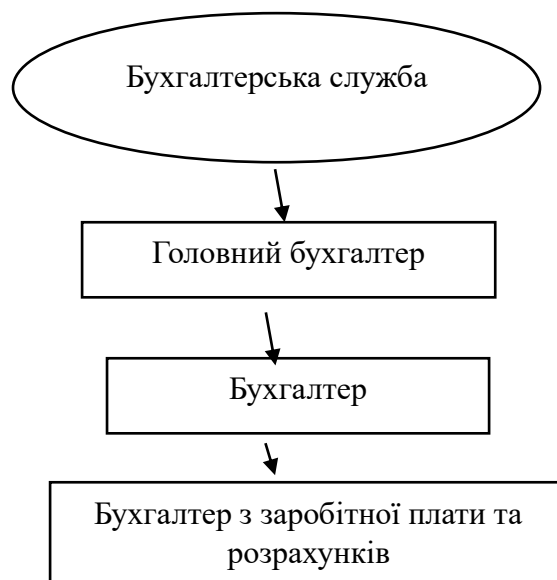 Бухгалтерська служба
Головний бухгалтер
Бухгалтер
Бухгалтер з заробітної плати та
розрахунків